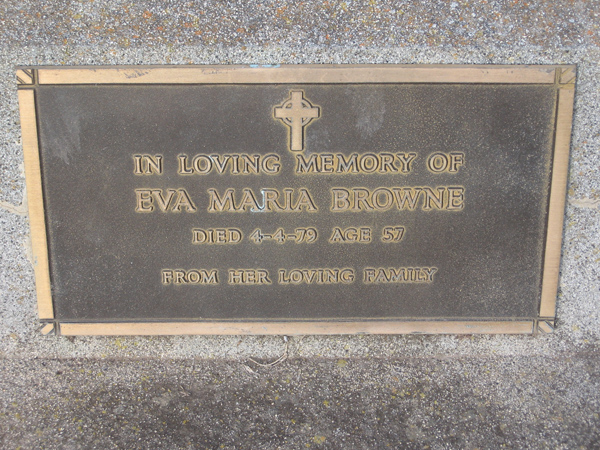 IN LOVING MEMORY OF
EVA MARIA BROWNE
DIED 4-4-79 AGE 57
FROM HER LOVING FAMILY